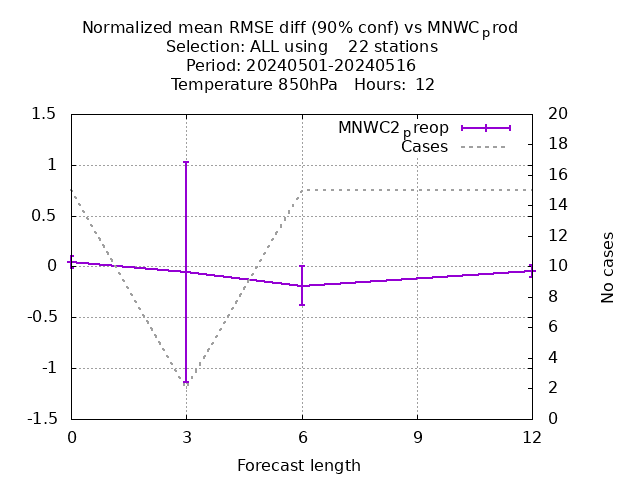 Normalized mean RMSE diff (90% conf) vs MNWCprod
Selection: ALL using 22 stations
Period: 20240501-20240516
Temperature 850hPa Hours: 12
MNWC2preop
Cases
1.5
1
0.5
0
-0.5
-1
-1.5
20
18
16
14
12
10
8
6
4
2
0
No cases
0 3 6 9 12
Forecast length